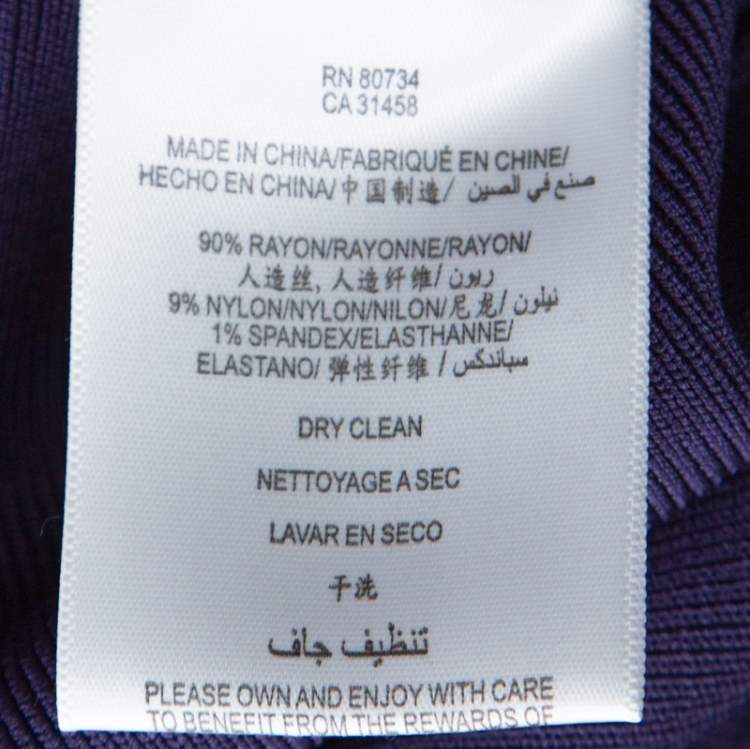 RN 80734
CA 31458
MADE IN CHINA/FABRIQUÉ EN CHINE/
HECHO EN CHINA/中国制造/ صنع في الصين
90% RAYON/RAYONNE/RAYON/
人造丝, 人造纤维/ ريون
9% NYLON/NYLON/NILON/尼龙/ نيلون
1% SPANDEX/ELASTHANNE/
ELASTANO/ 弹性纤维 / سباندكس
DRY CLEAN
NETTOYAGE A SEC
LAVAR EN SECO
干洗
تنظيف جاف
PLEASE OWN AND ENJOY WITH CARE
TO BENEFIT FROM THE REWARDS OF